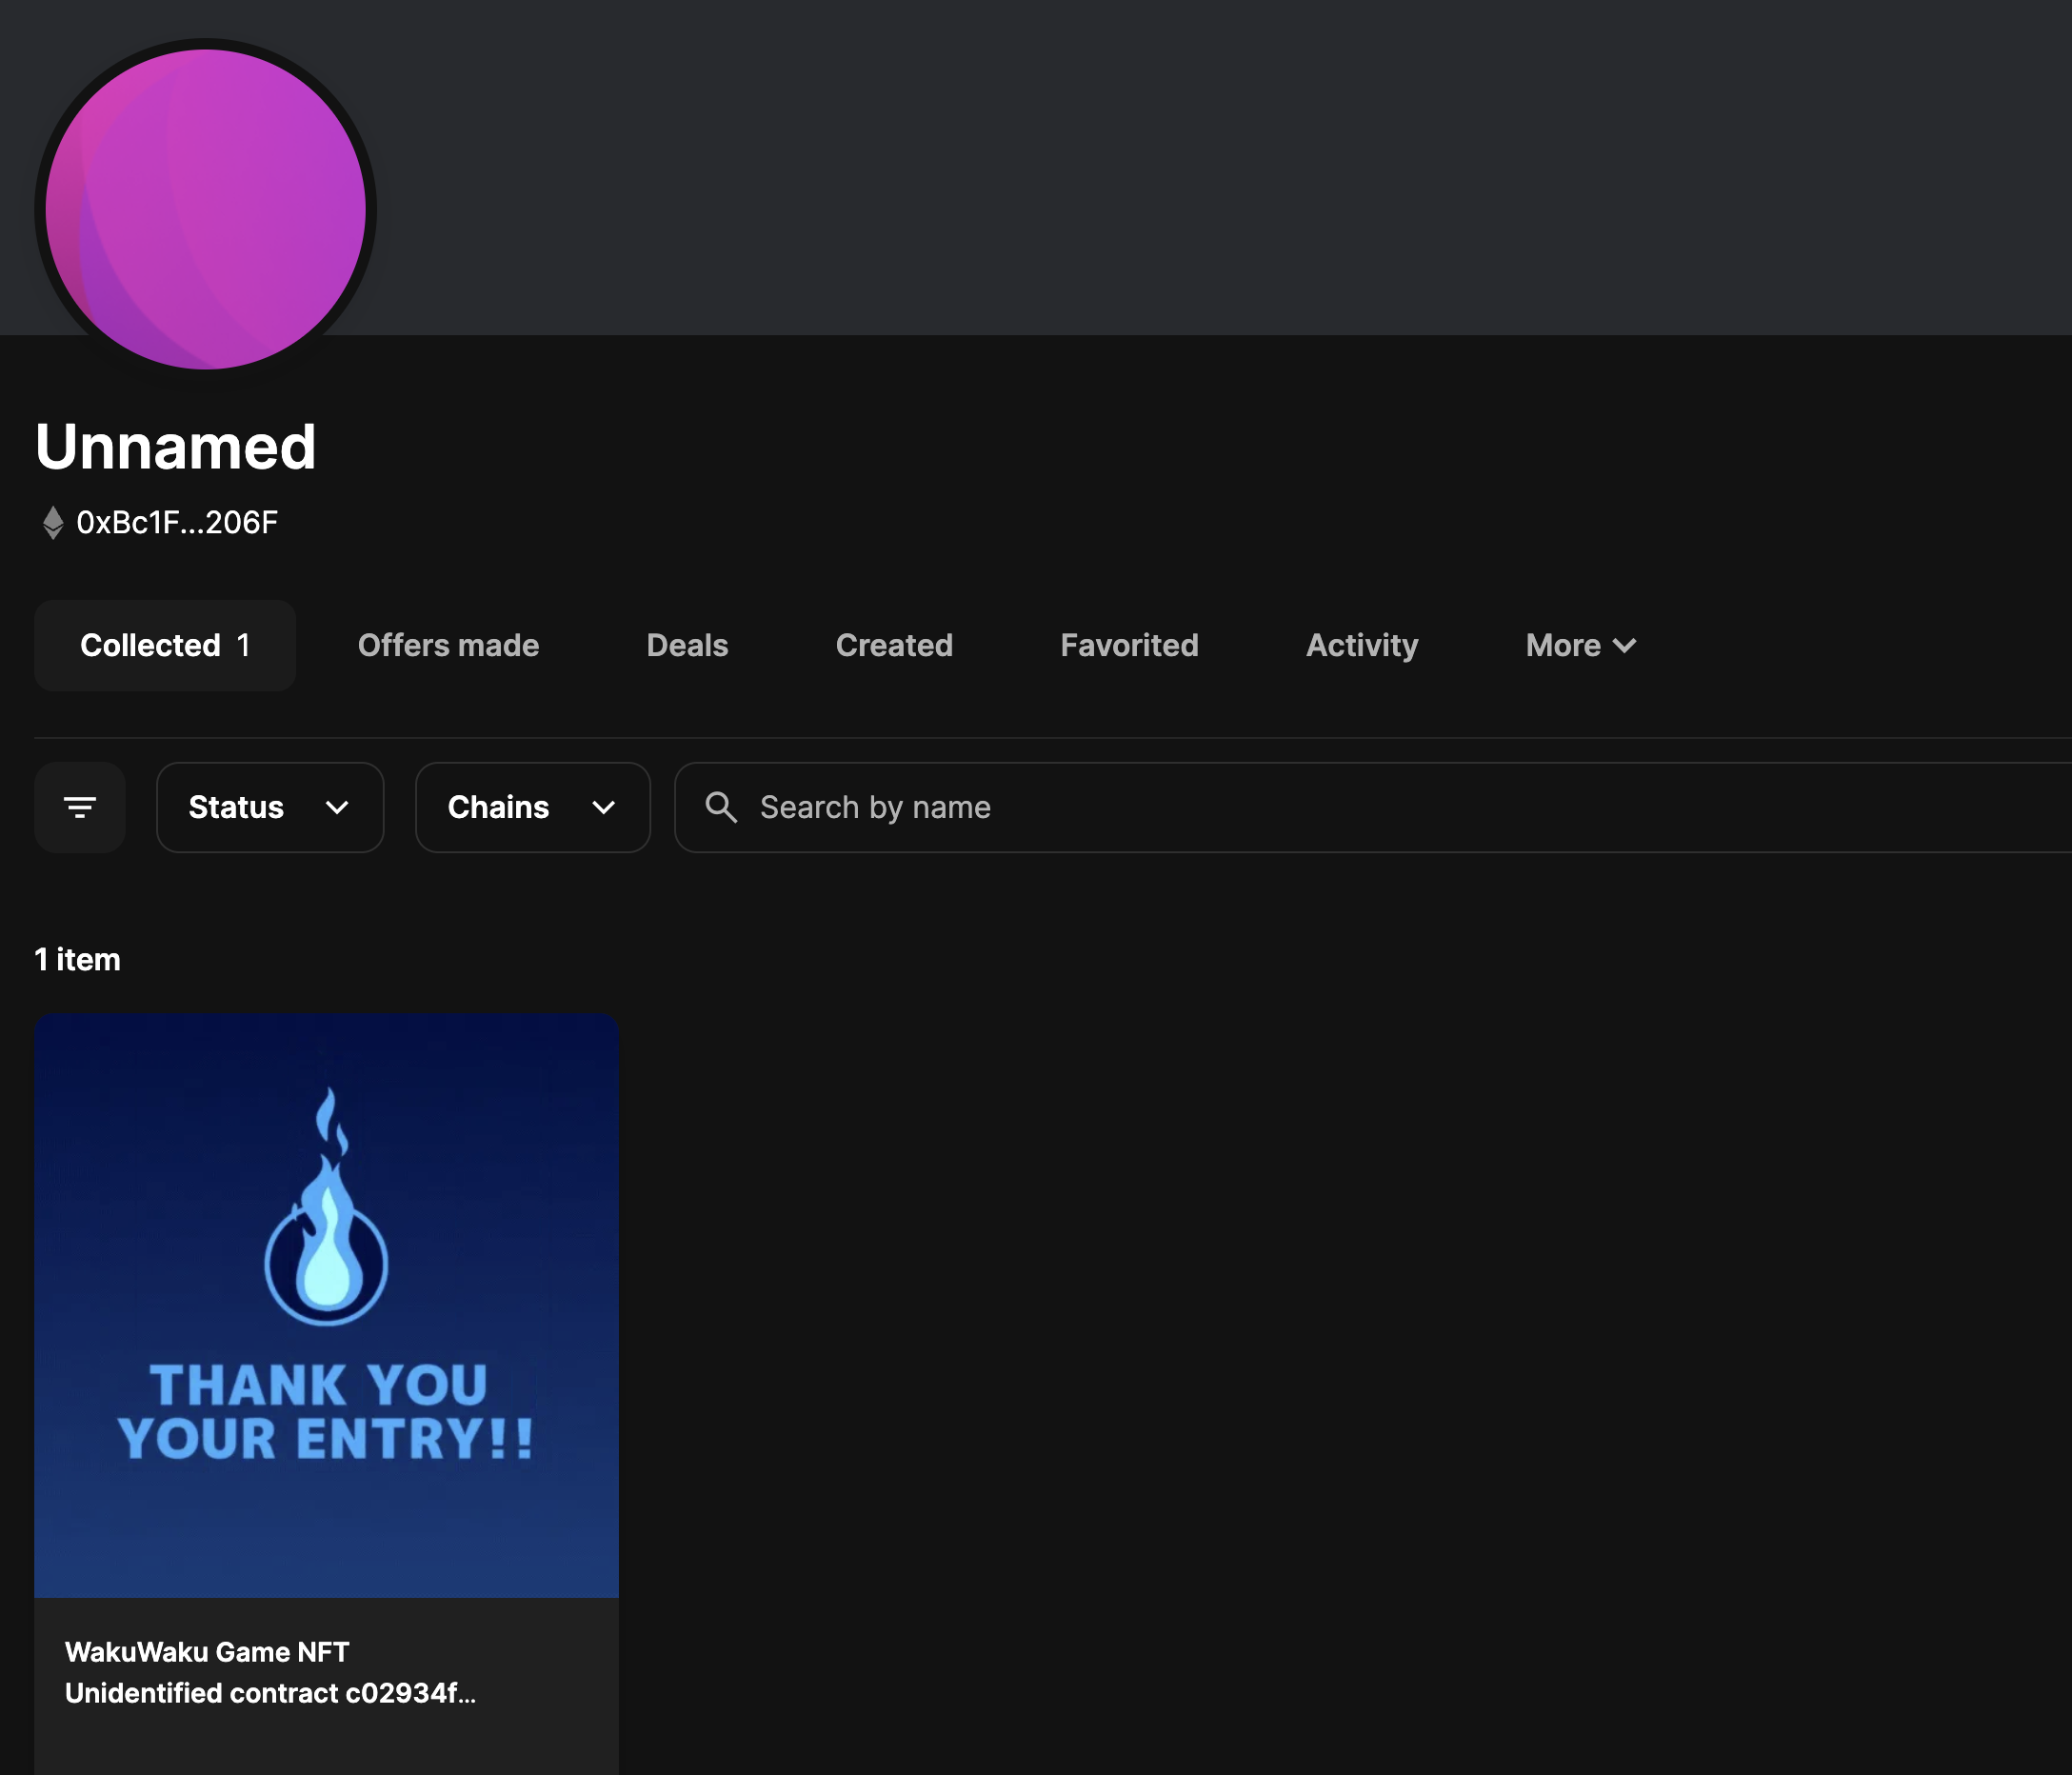 Unnamed
0xBc1F...206F
Collected 1 Offers made Deals Created Favorited Activity More
Status Chains Search by name
1 item
THANK YOU
YOUR ENTRY!!
WakuWaku Game NFT
Unidentified contract c02934f...